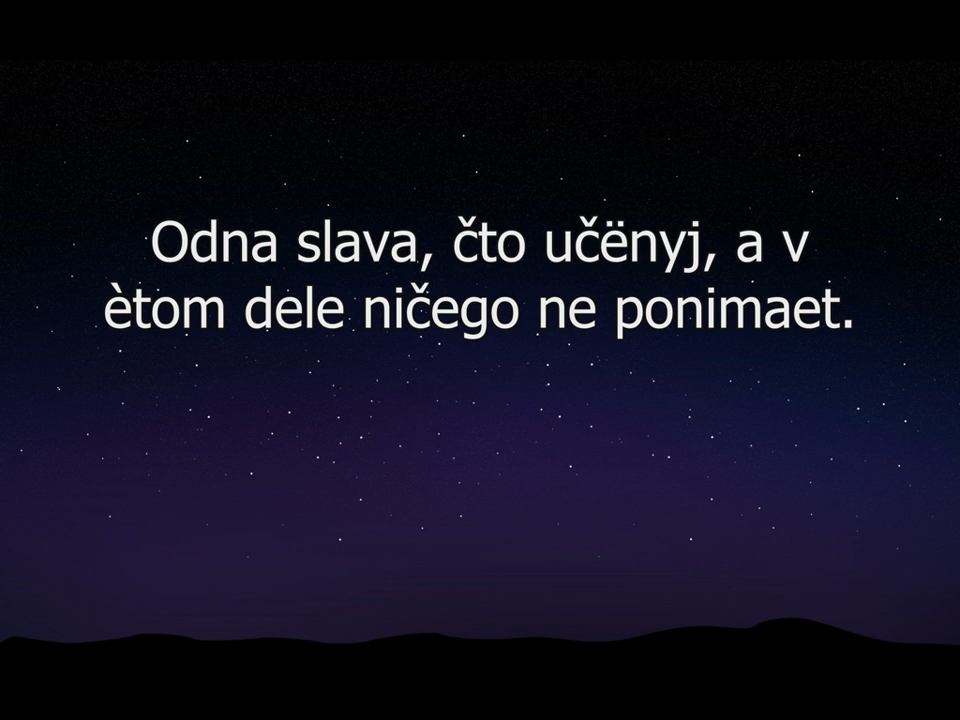 Odna slava, čto učënyj, a v
ètom dele ničego ne ponimaet.